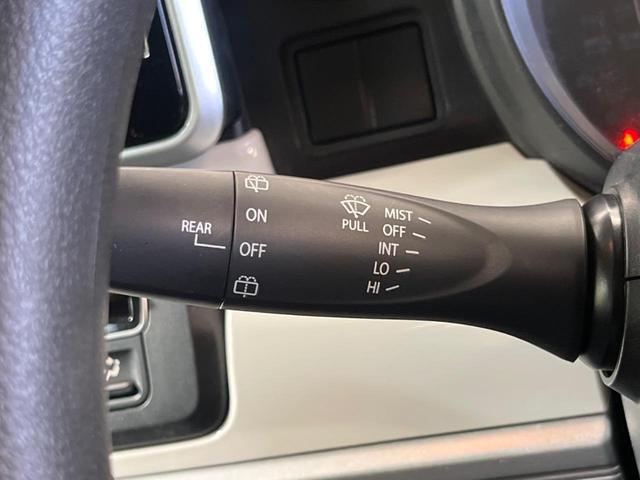 REAR
ON
OFF
PULL
MIST
OFF
INT
LO
HI